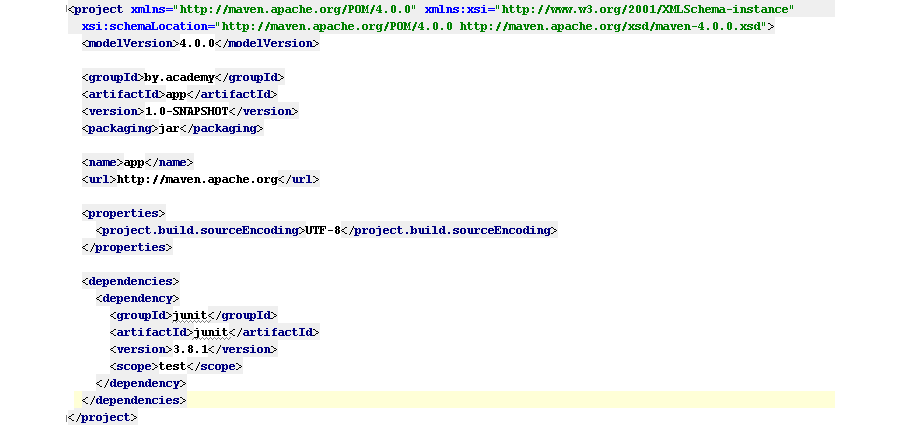 <project xmlns="http://maven.apache.org/POM/4.0.0" xmlns:xsi="http://www.w3.org/2001/XMLSchema-instance"
xsi:schemaLocation="http://maven.apache.org/POM/4.0.0 http://maven.apache.org/xsd/maven-4.0.0.xsd">
<modelVersion>4.0.0</modelVersion>
<groupId>by.academy</groupId>
<artifactId>app</artifactId>
<version>1.0-SNAPSHOT</version>
<packaging>jar</packaging>
<name>app</name>
<url>http://maven.apache.org</url>
<properties>
<project.build.sourceEncoding>UTF-8</project.build.sourceEncoding>
</properties>
<dependencies>
<dependency>
<groupId>junit</groupId>
<artifactId>junit</artifactId>
<version>3.8.1</version>
<scope>test</scope>
</dependency>
</dependencies>
</project>